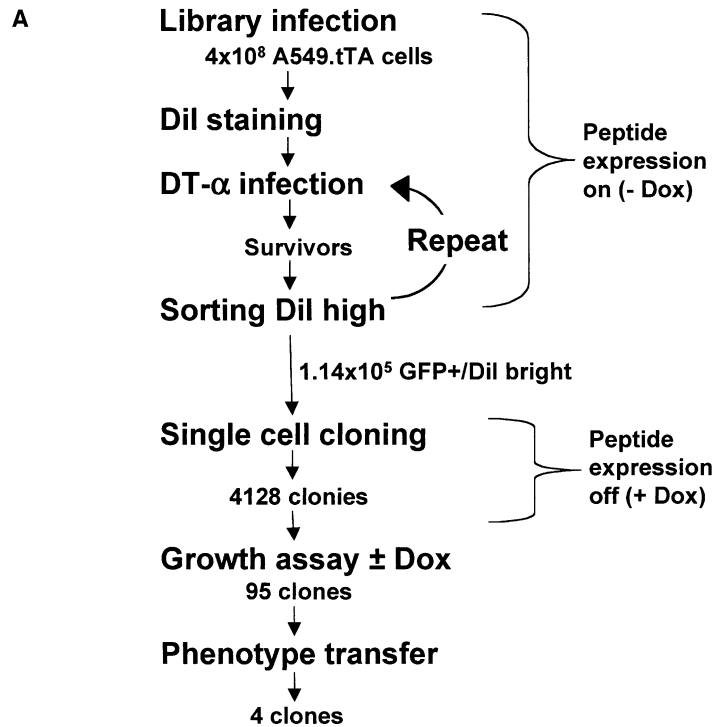 A
Library infection
4x10⁸ A549.tTA cells
DiI staining
DT-α infection
Survivors
Repeat
Sorting DiI high
Peptide
expression
on (- Dox)
1.14x10⁵ GFP+/DiI bright
Single cell cloning
4128 clonies
Peptide
expression
off (+ Dox)
Growth assay ± Dox
95 clones
Phenotype transfer
4 clones